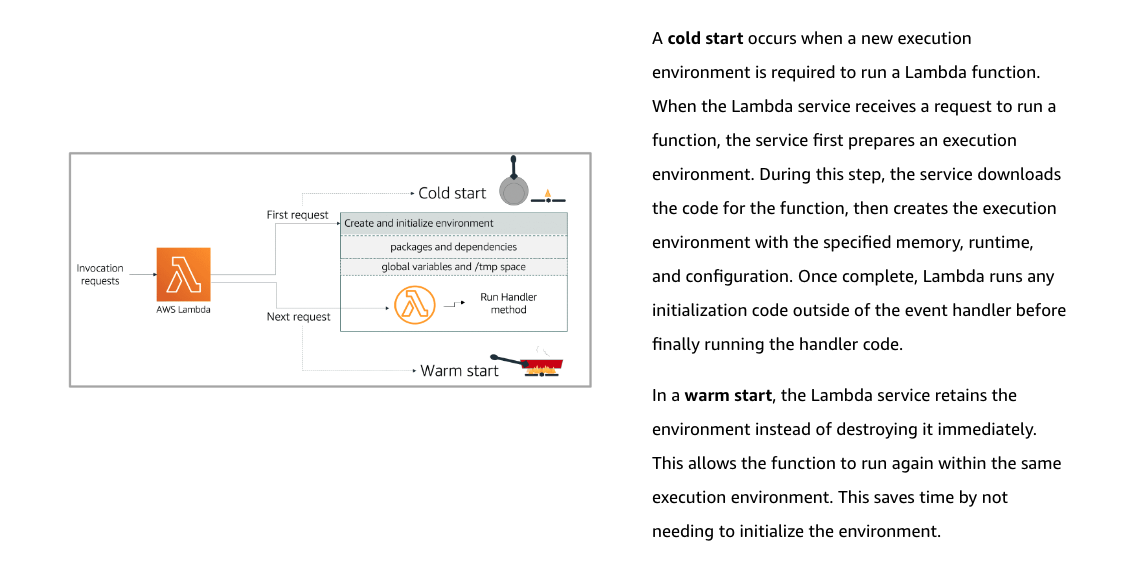 Cold start
First request
Create and initialize environment
packages and dependencies
global variables and /tmp space
Invocation
requests
AWS Lambda
Run Handler
method
Next request
Warm start
A cold start occurs when a new execution
environment is required to run a Lambda function.
When the Lambda service receives a request to run a
function, the service first prepares an execution
environment. During this step, the service downloads
the code for the function, then creates the execution
environment with the specified memory, runtime,
and configuration. Once complete, Lambda runs any
initialization code outside of the event handler before
finally running the handler code.
In a warm start, the Lambda service retains the
environment instead of destroying it immediately.
This allows the function to run again within the same
execution environment. This saves time by not
needing to initialize the environment.